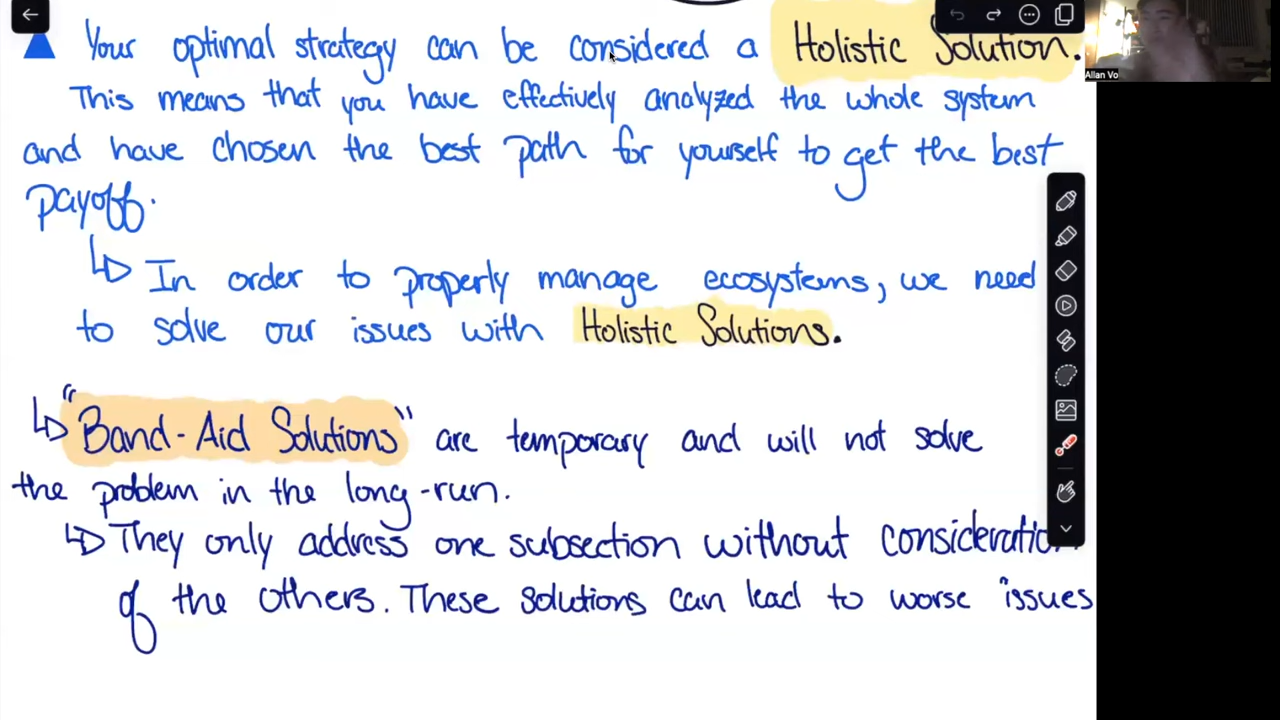 Your optimal strategy can be considered a Holistic Solution.
This means that you have effectively analyzed the whole system
and have chosen the best path for yourself to get the best
payoff.
In order to properly manage ecosystems, we need
to solve our issues with Holistic Solutions.
"Band-Aid Solutions" are temporary and will not solve
the problem in the long-run.
They only address one subsection without consideration
of the others. These solutions can lead to worse issues
Allan Vo